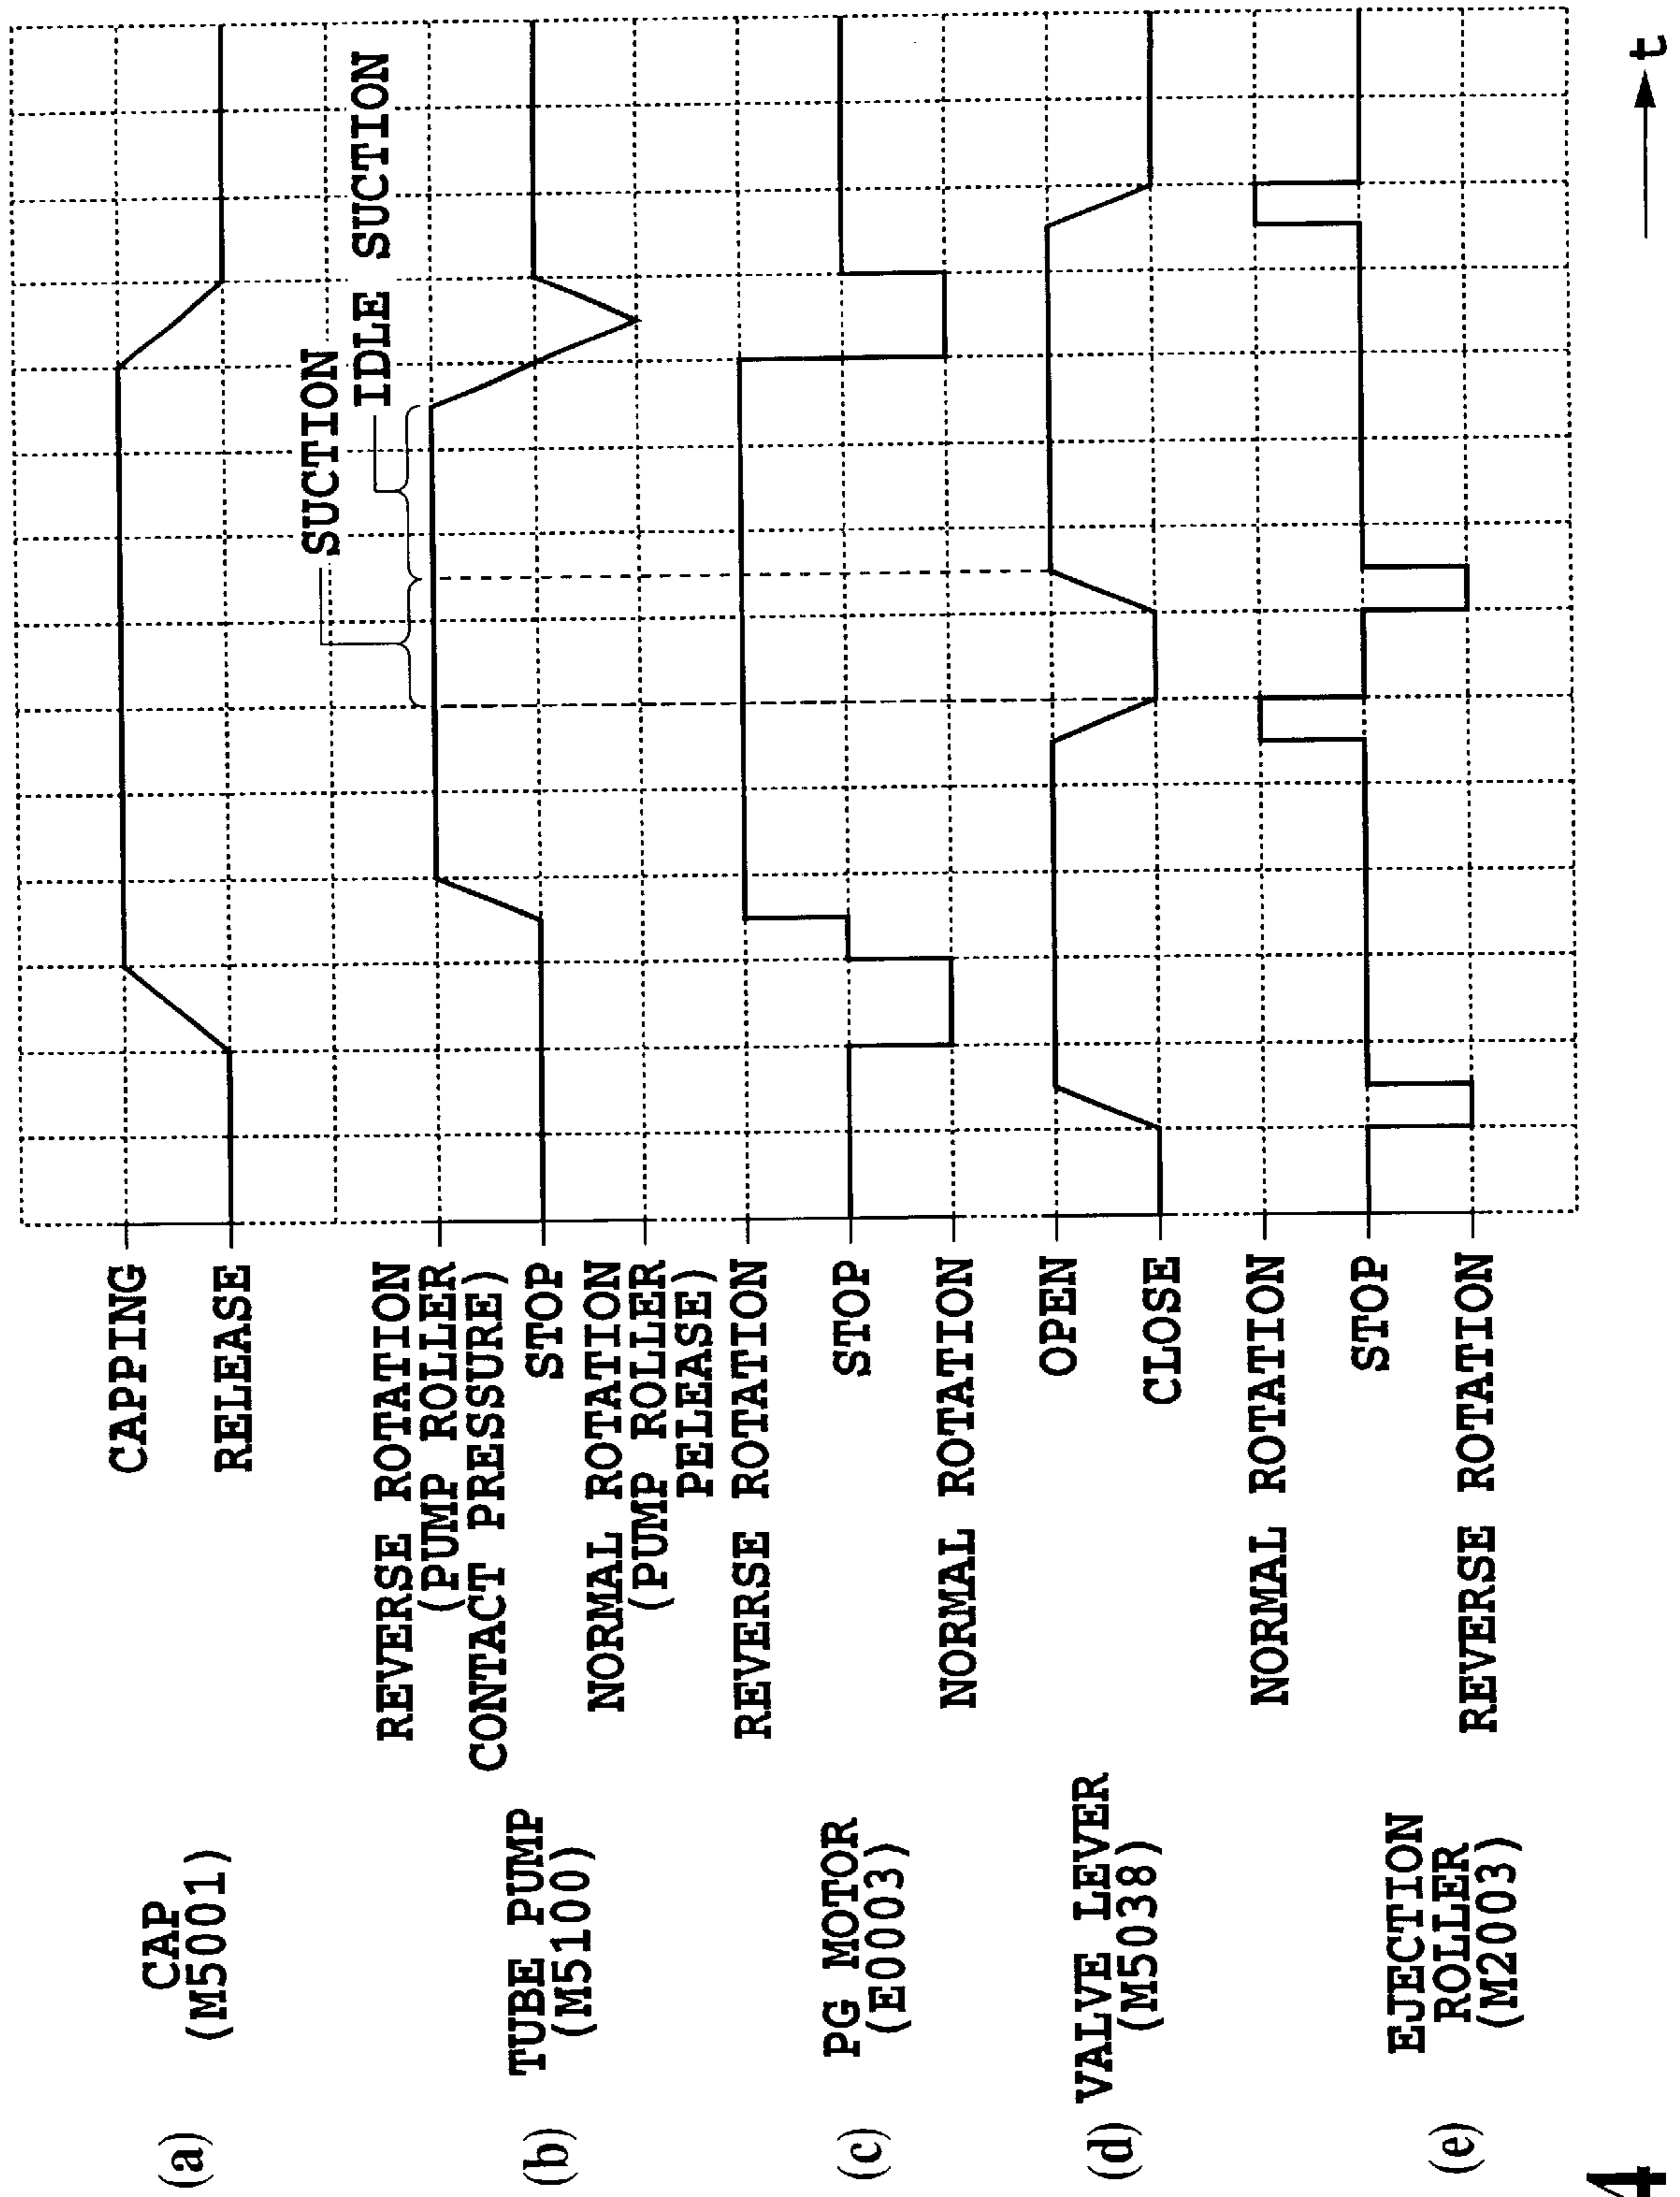 (a)
CAP
(M5001)
CAPPING
RELEASE
(b)
TUBE PUMP
(M5100)
REVERSE ROTATION
(PUMP ROLLER
CONTACT PRESSURE)
STOP
NORMAL ROTATION
(PUMP ROLLER
PELEASE)
SUCTION
IDLE SUCTION
(c)
PG MOTOR
(E0003)
REVERSE ROTATION
STOP
NORMAL ROTATION
(d)
VALVE LEVER
(M5038)
OPEN
CLOSE
(e)
EJECTION
ROLLER
(M2003)
NORMAL ROTATION
STOP
REVERSE ROTATION
t
4